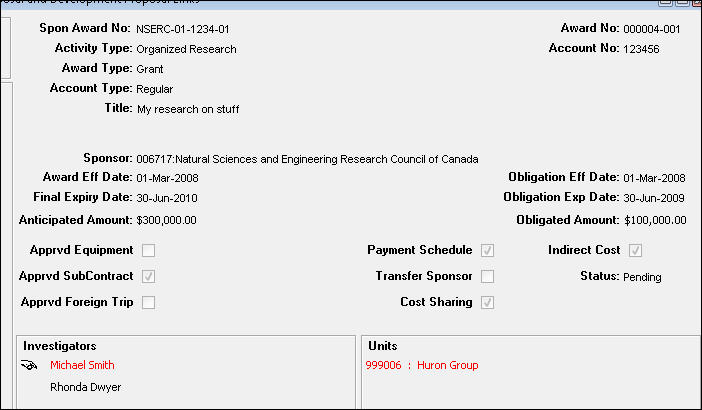 osal and Development Proposal Links
Spon Award No: NSERC-01-1234-01 Award No: 000004-001
Activity Type: Organized Research Account No: 123456
Award Type: Grant
Account Type: Regular
Title: My research on stuff
Sponsor: 006717:Natural Sciences and Engineering Research Council of Canada
Award Eff Date: 01-Mar-2008 Obligation Eff Date: 01-Mar-2008
Final Expiry Date: 30-Jun-2010 Obligation Exp Date: 30-Jun-2009
Anticipated Amount: $300,000.00 Obligated Amount: $100,000.00
Apprvd Equipment Payment Schedule Indirect Cost
Apprvd SubContract Transfer Sponsor Status: Pending
Apprvd Foreign Trip Cost Sharing
Investigators Units
Michael Smith 999006 : Huron Group
Rhonda Dwyer